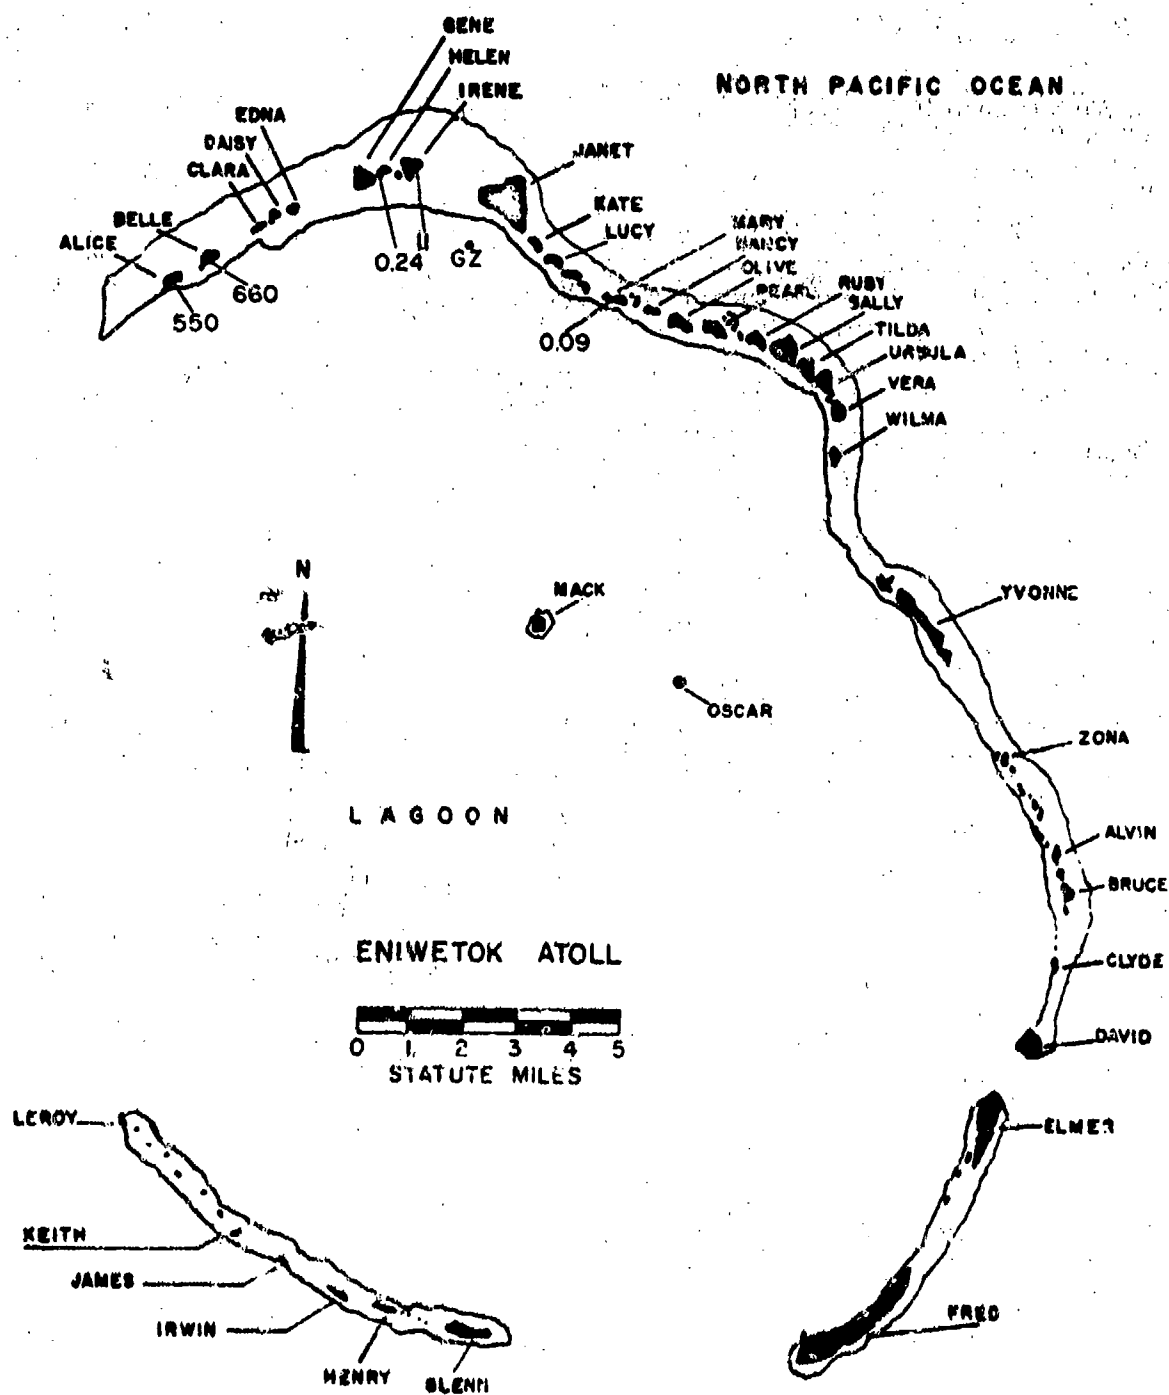 GENE
HELEN
IRENE
NORTH PACIFIC OCEAN
EDNA
DAISY
CLARA
JANET
BELLE
ALICE
KATE
LUCY
MARY
NANCY
OLIVE
PEARL
RUBY
SALLY
TILDA
URSULA
VERA
WILMA
0.24
11
GZ
660
550
0.09
N
MACK
YVONNE
OSCAR
ZONA
LAGOON
ALVIN
BRUCE
ENIWETOK ATOLL
CLYDE
0 1 2 3 4 5
STATUTE MILES
DAVID
LEROY
ELMER
KEITH
JAMES
IRWIN
HENRY
GLENN
FRED